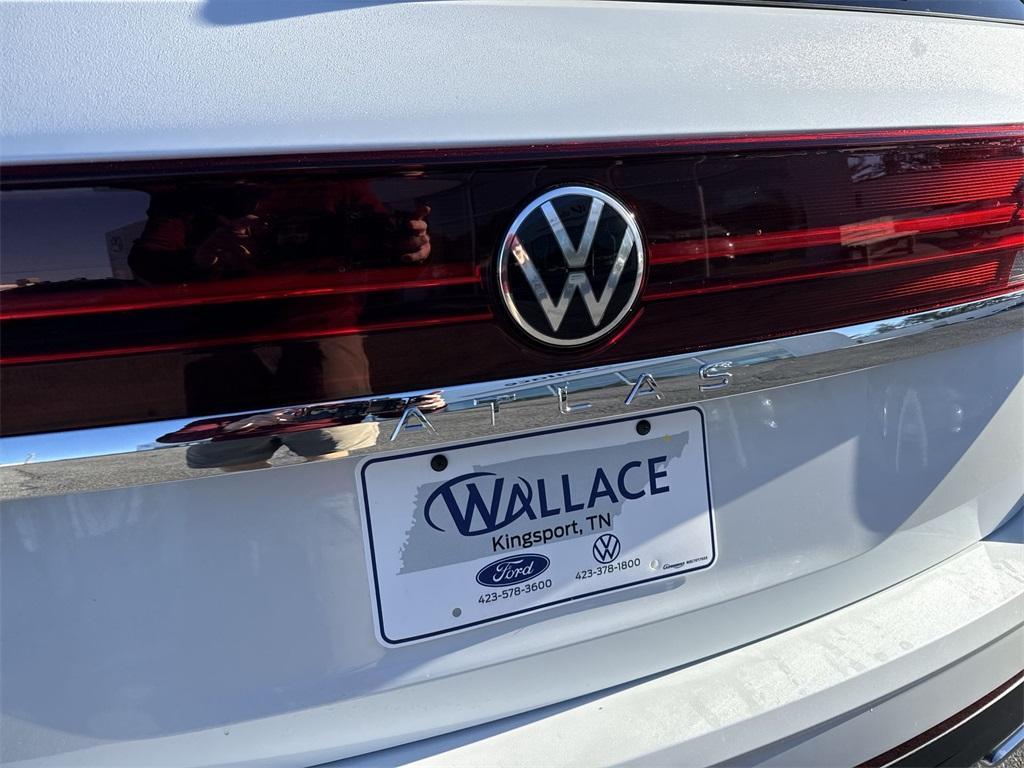 ATLAS
WALLACE
Kingsport, TN
Ford
423-578-3600
423-378-1800